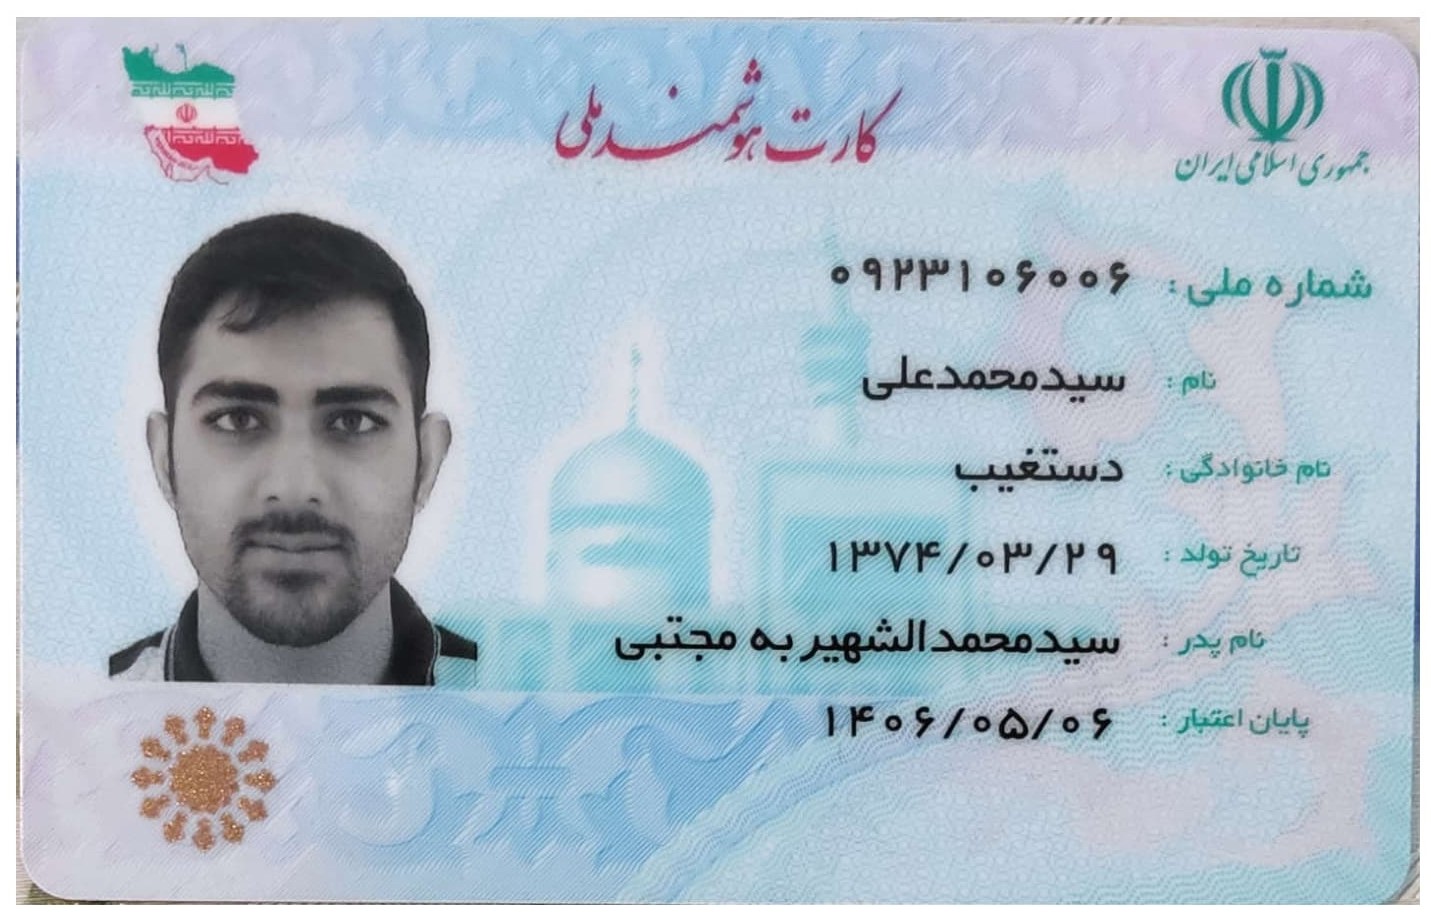 جمهوری اسلامی ایران
کارت هوشمند ملی
شماره ملی : ۰۹۲۳۱۰۶۰۰۶
نام : سیدمحمدعلی
نام خانوادگی : دستغیب
تاریخ تولد : ۱۳۷۴/۰۳/۲۹
نام پدر : سیدمحمدالشهیر به مجتبی
پایان اعتبار : ۱۴۰۶/۰۵/۰۶